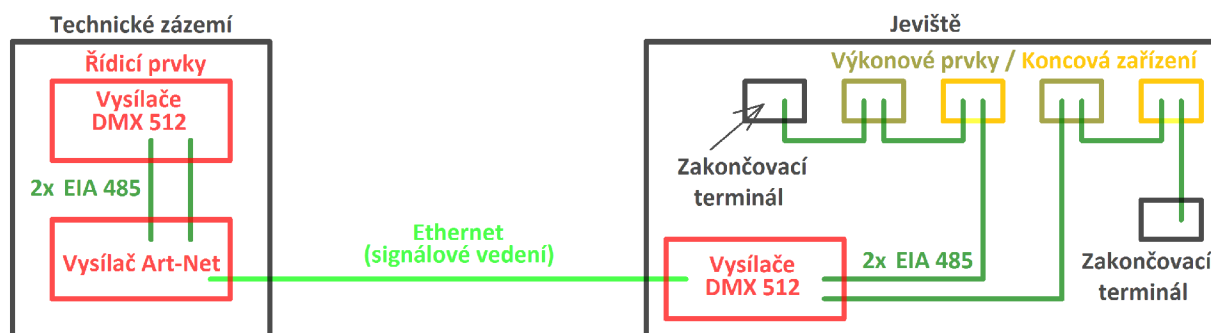 Technické zázemí
Řídicí prvky
Vysílače
DMX 512
2x EIA 485
Vysílač Art-Net
Ethernet
(signálové vedení)
Jeviště
Výkonové prvky / Koncová zařízení
Zakončovací
terminál
Vysílače
DMX 512
2x EIA 485
Zakončovací
terminál